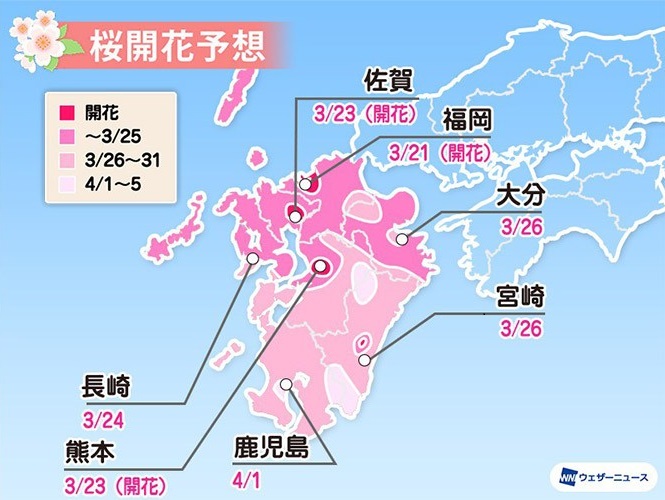 桜開花予想
開花
～3/25
3/26～31
4/1～5
佐賀
3/23（開花）
福岡
3/21（開花）
大分
3/26
宮崎
3/26
長崎
3/24
熊本
3/23（開花）
鹿児島
4/1
WN ウェザーニュース